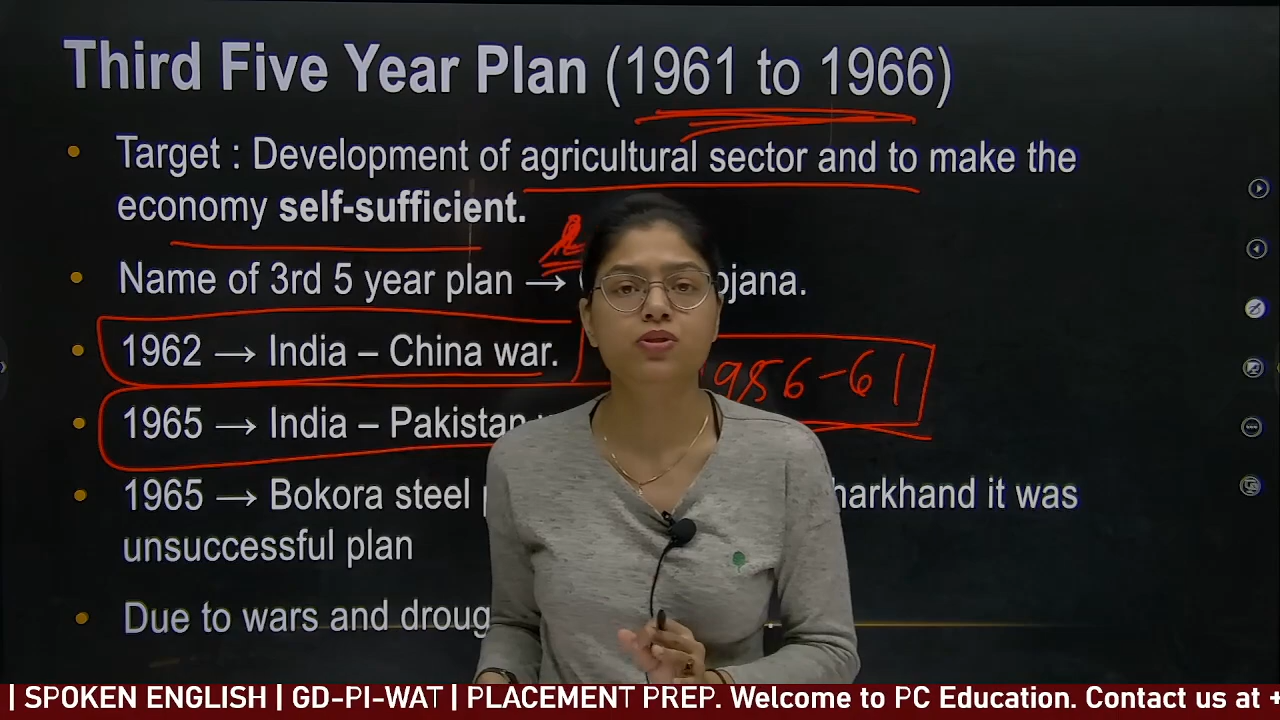 Third Five Year Plan (1961 to 1966)
• Target : Development of agricultural sector and to make the
economy self-sufficient.
• Name of 3rd 5 year plan → ojana.
• 1962 → India – China war.
956-61
• 1965 → India – Pakistan
• 1965 → Bokora steel harkhand it was
unsuccessful plan
• Due to wars and droug
| SPOKEN ENGLISH | GD-PI-WAT | PLACEMENT PREP. Welcome to PC Education. Contact us at +